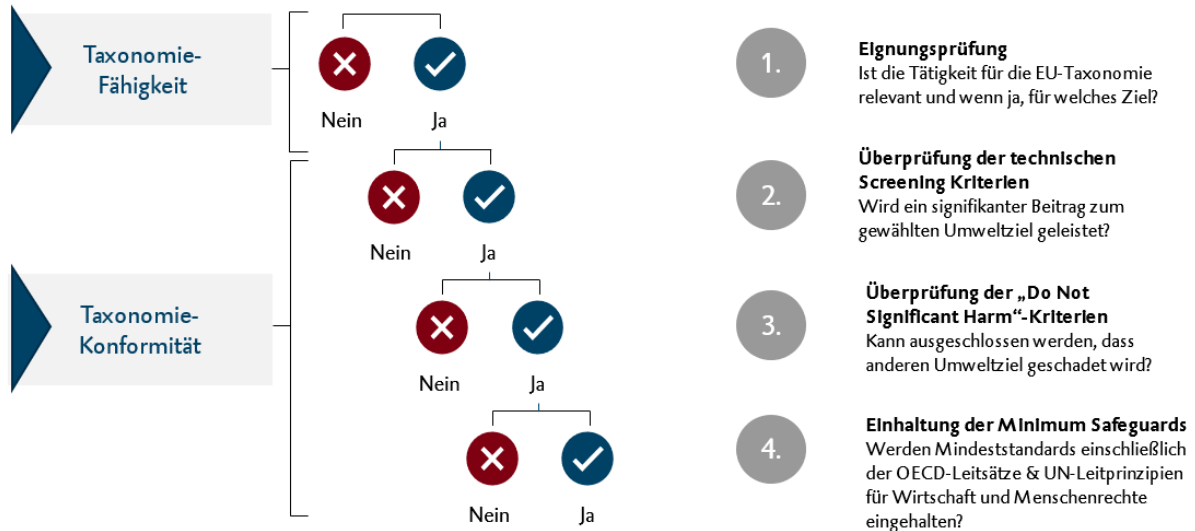 Taxonomie-
Fähigkeit
Nein
Ja
1.
Eignungsprüfung
Ist die Tätigkeit für die EU-Taxonomie
relevant und wenn ja, für welches Ziel?
Nein
Ja
2.
Überprüfung der technischen
Screening Kriterien
Wird ein signifikanter Beitrag zum
gewählten Umweltziel geleistet?
Taxonomie-
Konformität
Nein
Ja
3.
Überprüfung der „Do Not
Significant Harm“-Kriterien
Kann ausgeschlossen werden, dass
anderen Umweltziel geschadet wird?
Nein
Ja
4.
Einhaltung der Minimum Safeguards
Werden Mindeststandards einschließlich
der OECD-Leitsätze & UN-Leitprinzipien
für Wirtschaft und Menschenrechte
eingehalten?